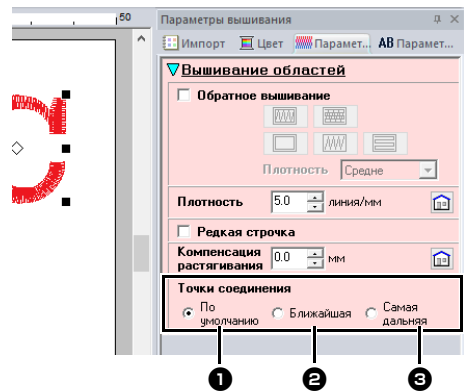 50
Параметры вышивания
Импорт Цвет Парамет... АВ Парамет...
Вышивание областей
Обратное вышивание
Плотность Средне
Плотность 5.0 линия/мм
Редкая строчка
Компенсация растягивания 0.0 мм
Точки соединения
По умолчанию Ближайшая Самая дальняя
1 2 3